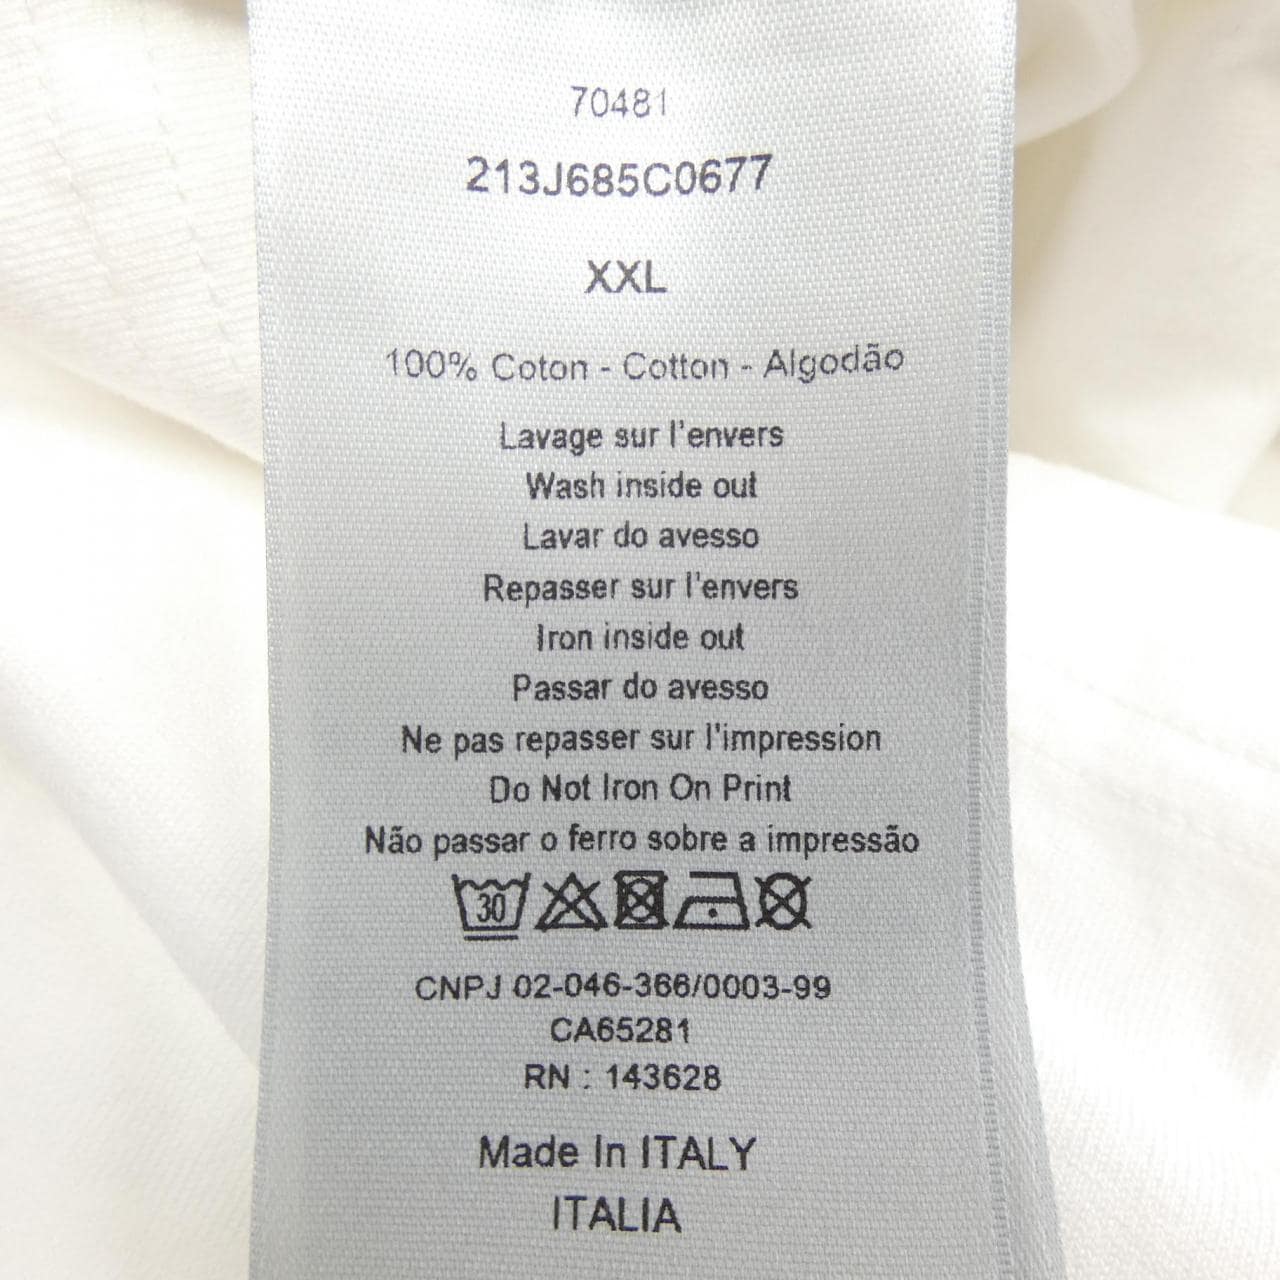 70481
213J685C0677
XXL
100% Coton - Cotton - Algodão
Lavage sur l'envers
Wash inside out
Lavar do avesso
Repasser sur l'envers
Iron inside out
Passar do avesso
Ne pas repasser sur l'impression
Do Not Iron On Print
Não passar o ferro sobre a impressão
30
CNPJ 02-046-366/0003-99
CA65281
RN : 143628
Made In ITALY
ITALIA